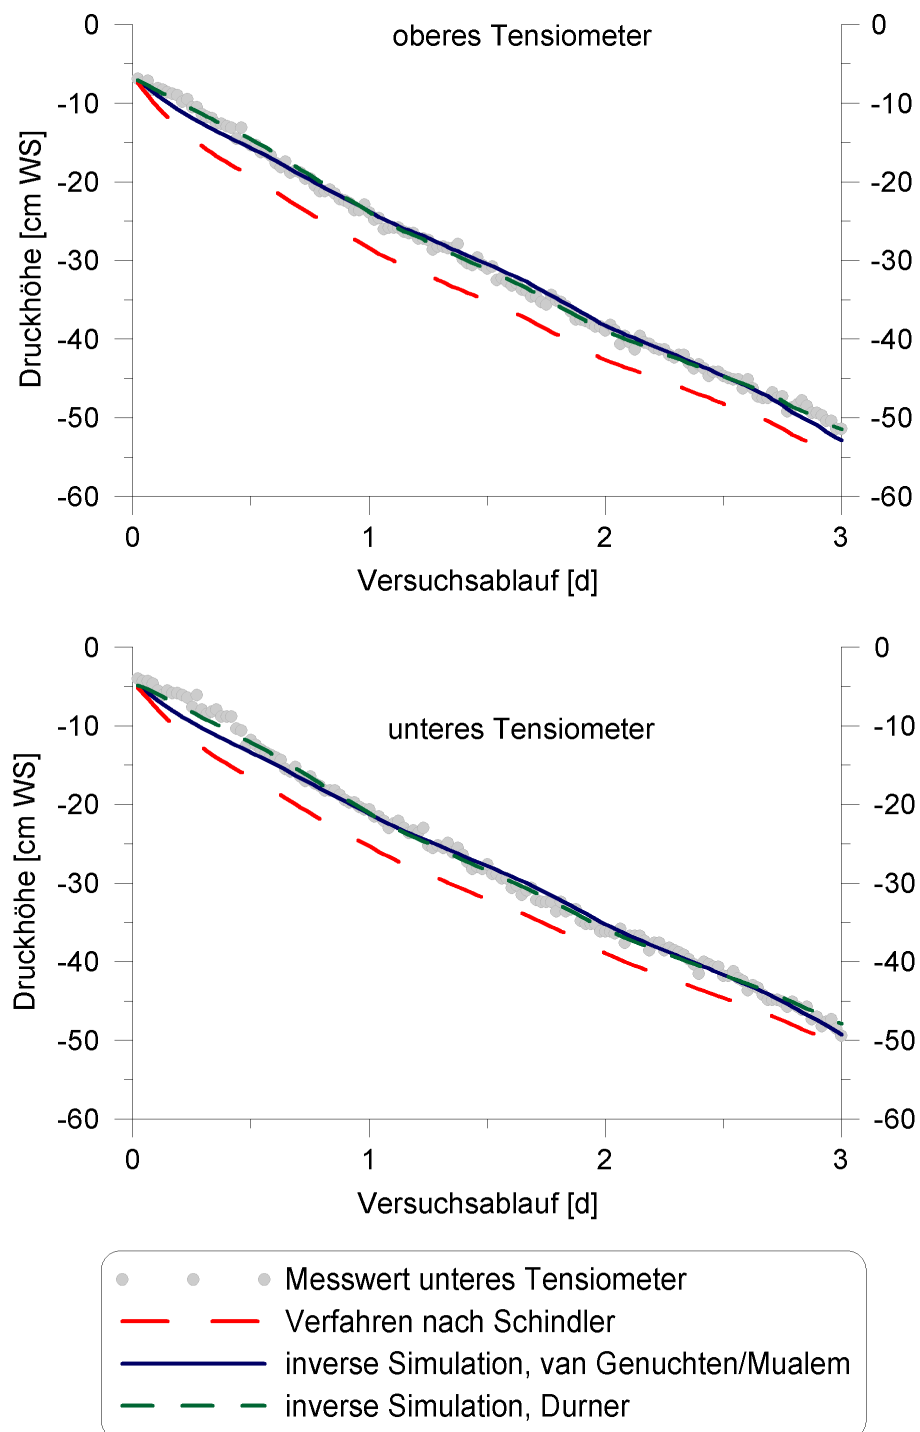 oberes Tensiometer
0 0
-10 -10
-20 -20
-30 -30
-40 -40
-50 -50
-60 -60
Druckhöhe [cm WS]
0 1 2 3
Versuchsablauf [d]
unteres Tensiometer
0 0
-10 -10
-20 -20
-30 -30
-40 -40
-50 -50
-60 -60
Druckhöhe [cm WS]
0 1 2 3
Versuchsablauf [d]
Messwert unteres Tensiometer
Verfahren nach Schindler
inverse Simulation, van Genuchten/Mualem
inverse Simulation, Durner